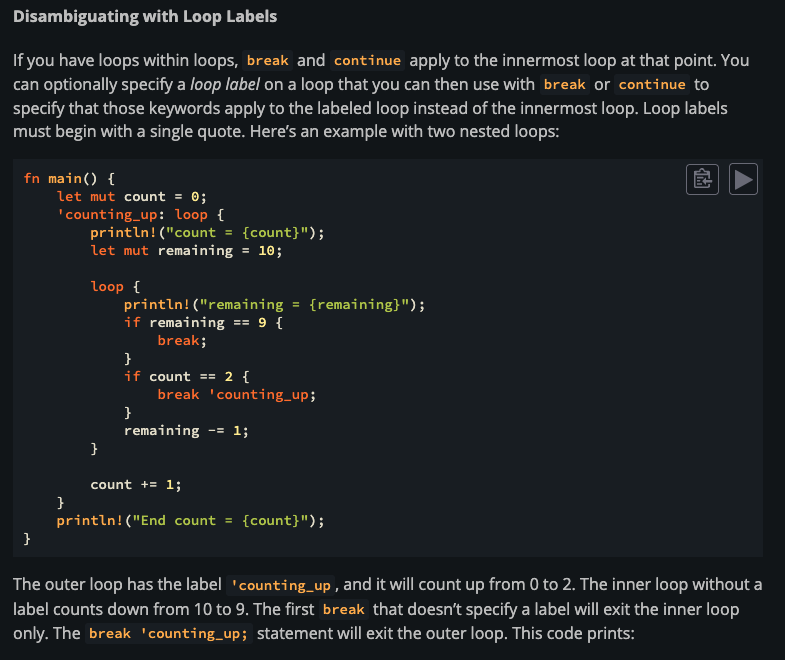 Disambiguating with Loop Labels
If you have loops within loops, break and continue apply to the innermost loop at that point. You
can optionally specify a loop label on a loop that you can then use with break or continue to
specify that those keywords apply to the labeled loop instead of the innermost loop. Loop labels
must begin with a single quote. Here’s an example with two nested loops:
fn main() {
    let mut count = 0;
    'counting_up: loop {
        println!("count = {count}");
        let mut remaining = 10;

        loop {
            println!("remaining = {remaining}");
            if remaining == 9 {
                break;
            }
            if count == 2 {
                break 'counting_up;
            }
            remaining -= 1;
        }

        count += 1;
    }
    println!("End count = {count}");
}
The outer loop has the label 'counting_up, and it will count up from 0 to 2. The inner loop without a
label counts down from 10 to 9. The first break that doesn’t specify a label will exit the inner loop
only. The break 'counting_up; statement will exit the outer loop. This code prints: